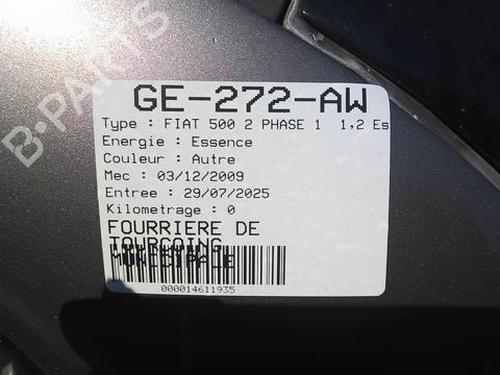 B-PARTS
GE-272-AW
Type : FIAT 500 2 PHASE 1 1.2 Es
Energie : Essence
Couleur : Autre
Mec : 03/12/2009
Entree : 29/07/2025
Kilometrage : 0
FOURRIERE DE
TOURCOING
MUNICIPALE
000014611935